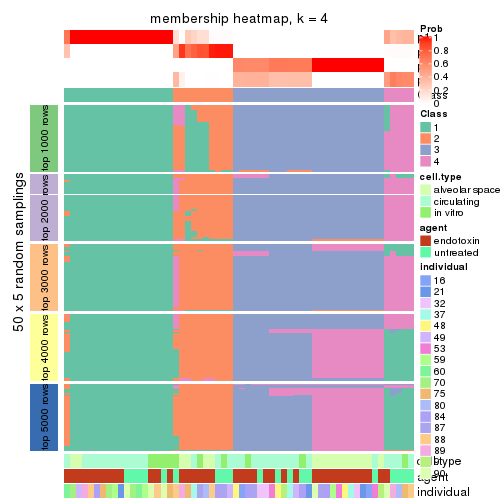 membership heatmap, k = 4
50 x 5 random samplings
top 1000 rows
top 2000 rows
top 3000 rows
top 4000 rows
top 5000 rows
Prob
1
0.8
0.6
0.4
0.2
0
Class
1
2
3
4
cell.type
alveolar space
circulating
in vitro
agent
endotoxin
untreated
individual
16
21
32
37
48
49
53
59
60
70
75
80
84
87
88
89
90
agent
individual